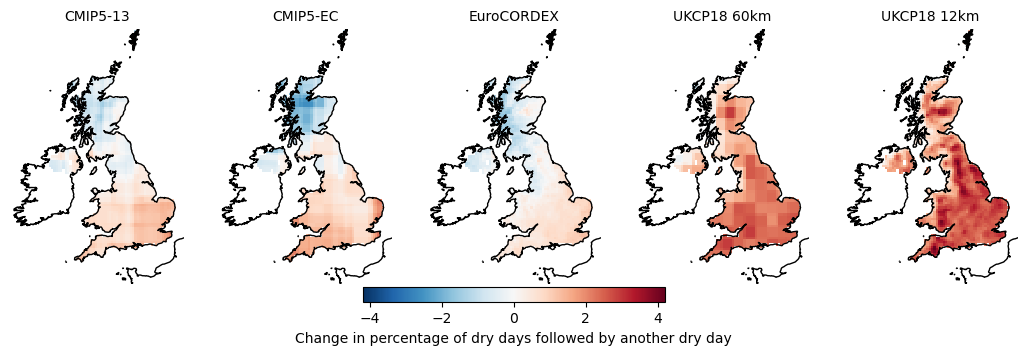 CMIP5-13 CMIP5-EC EuroCORDEX UKCP18 60km UKCP18 12km
−4 −2 0 2 4
Change in percentage of dry days followed by another dry day